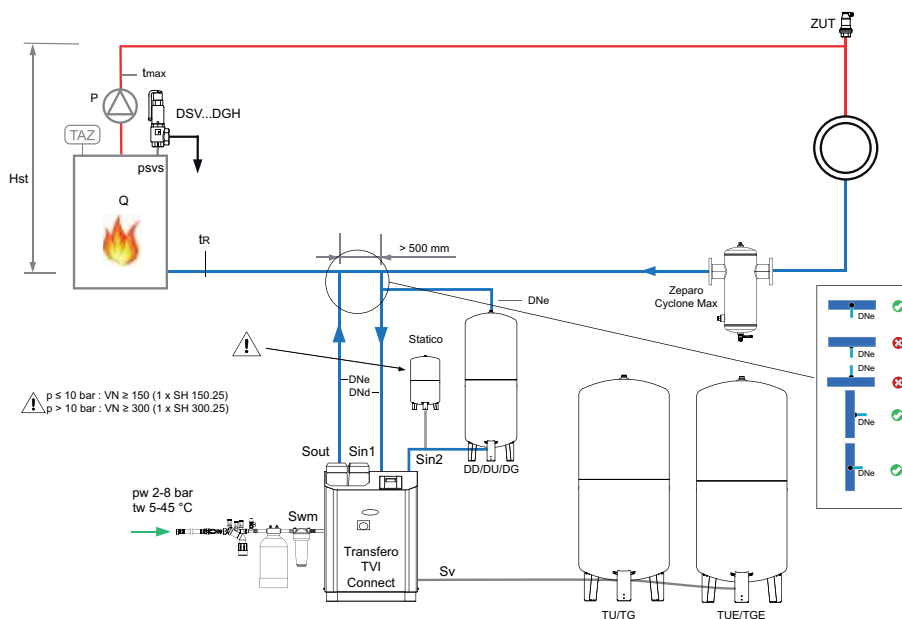 ZUT
tmax
P
DSV...DGH
TAZ
psvs
Hst
Q
tR
> 500 mm
DNe
Zeparo
Cyclone Max
DNe
DNe
DNe
DNe
DNe
Statico
DNe
DNd
p ≤ 10 bar : VN ≥ 150 (1 x SH 150.25)
p > 10 bar : VN ≥ 300 (1 x SH 300.25)
Sout
Sin1
Sin2
DD/DU/DG
pw 2-8 bar
tw 5-45 °C
Swm
Transfero
TVI
Connect
Sv
TU/TG
TUE/TGE